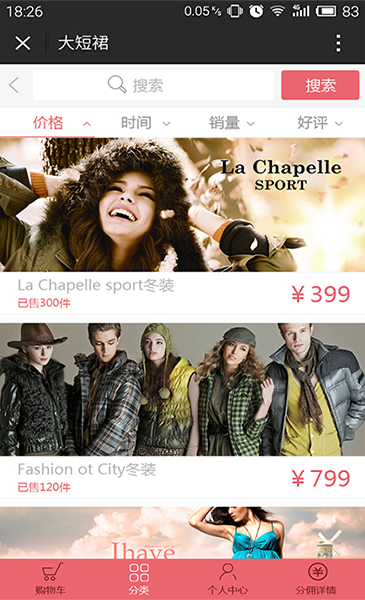 18:26 0.05 K/s 4G 83
大短裙
搜索 搜索
价格 时间 销量 好评
La Chapelle
SPORT
La Chapelle sport冬装
已售300件
¥399
Fashion ot City冬装
已售120件
¥799
Ihave
购物车 分类 个人中心 分佣详情